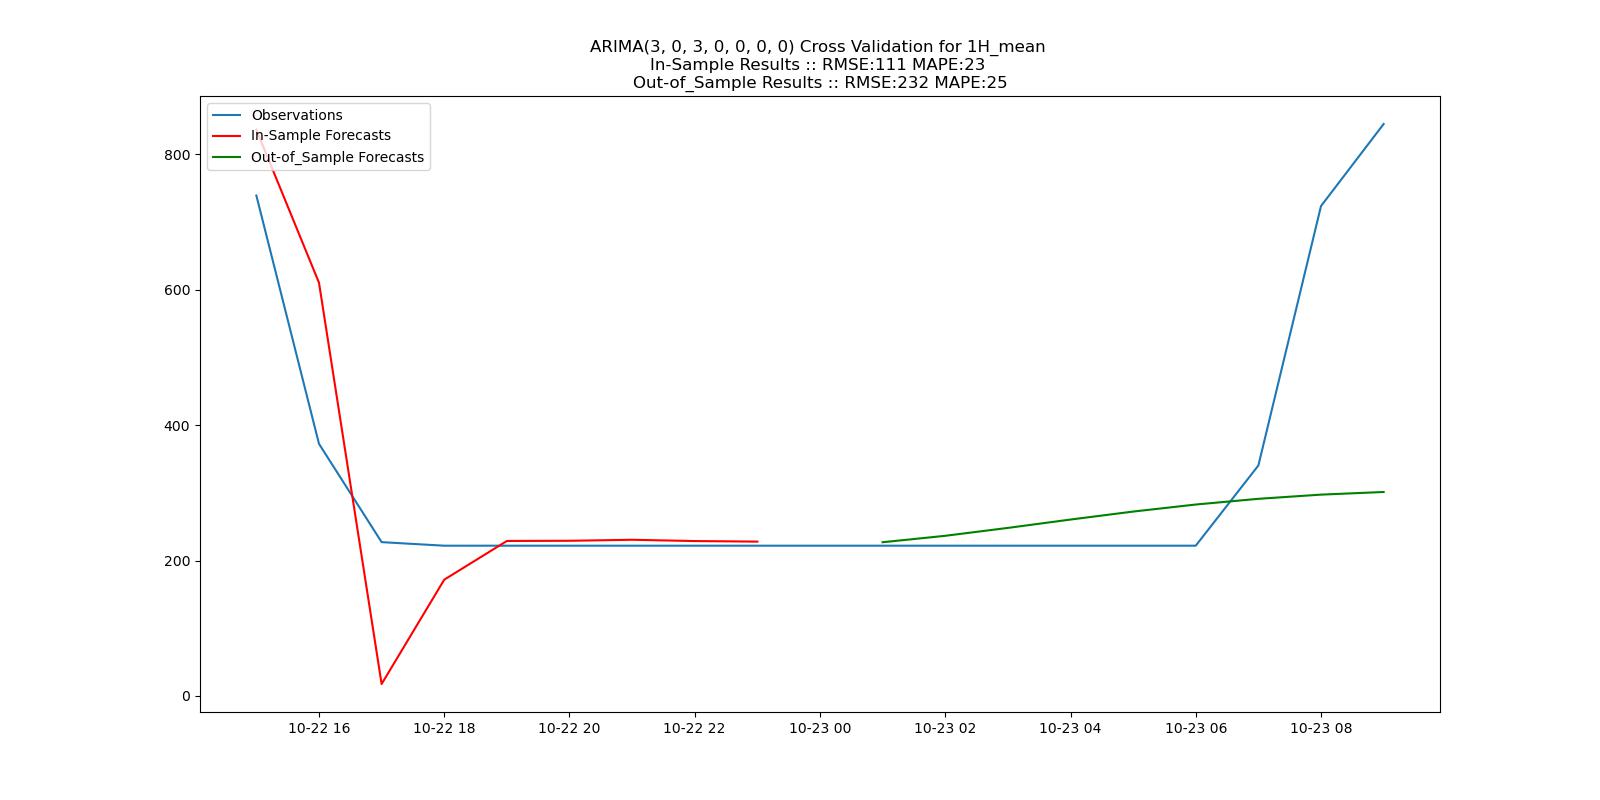 ARIMA(3, 0, 3, 0, 0, 0, 0) Cross Validation for 1H_mean
In-Sample Results :: RMSE:111 MAPE:23
Out-of_Sample Results :: RMSE:232 MAPE:25
Observations
In-Sample Forecasts
Out-of_Sample Forecasts
800
600
400
200
0
10-22 16
10-22 18
10-22 20
10-22 22
10-23 00
10-23 02
10-23 04
10-23 06
10-23 08